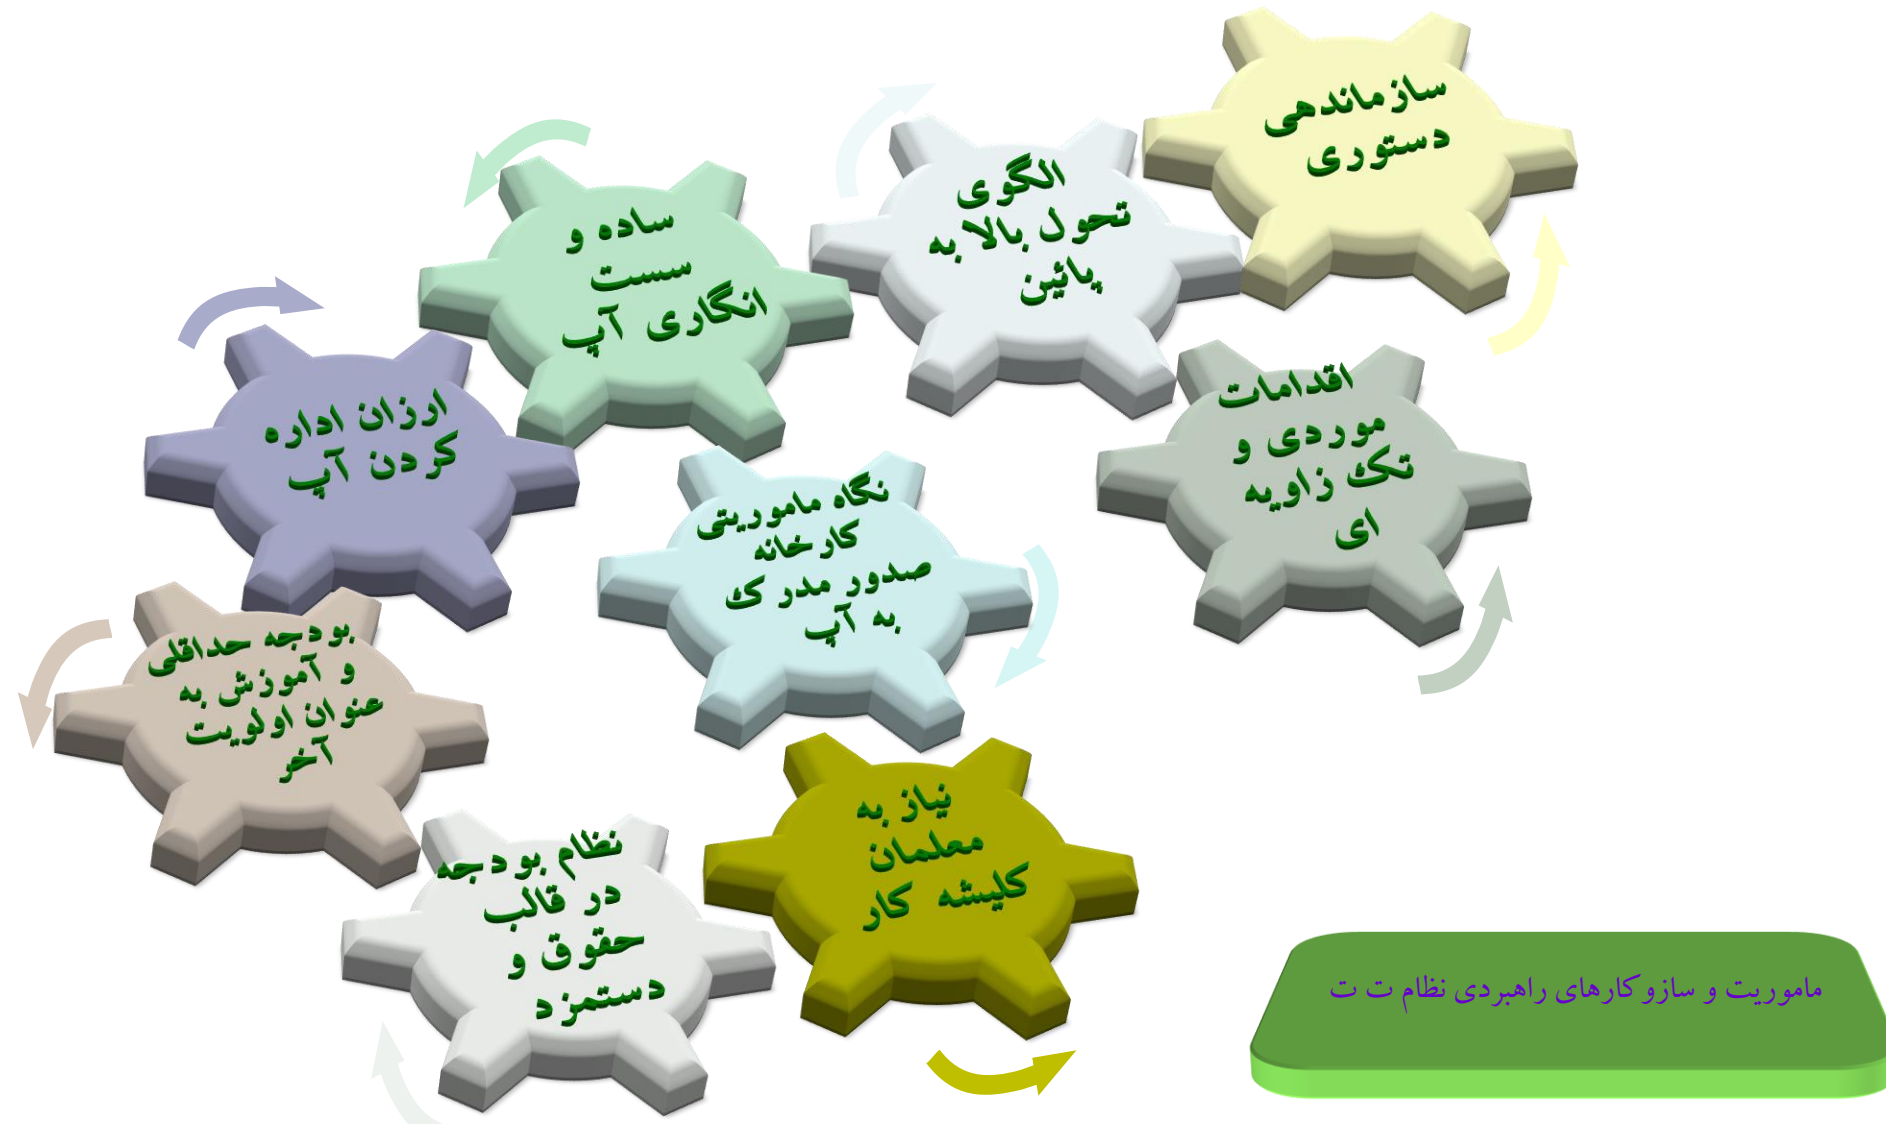 سازماندهی
دستوری
الگوی
تحول بالا به
پائین
ساده و
سست
انگاری آپ
ارزان اداره
کردن آپ
اقدامات
موردی و
تک زاویه
ای
نگاه ماموریتی
کارخانه
صدور مدرک
به آپ
بودجه حداقلی
و آموزش به
عنوان اولویت
آخر
نیاز به
معلمان
کلیشه کار
نظام بودجه
در قالب
حقوق و
دستمزد
ماموریت و سازوکارهای راهبردی نظام ت ت